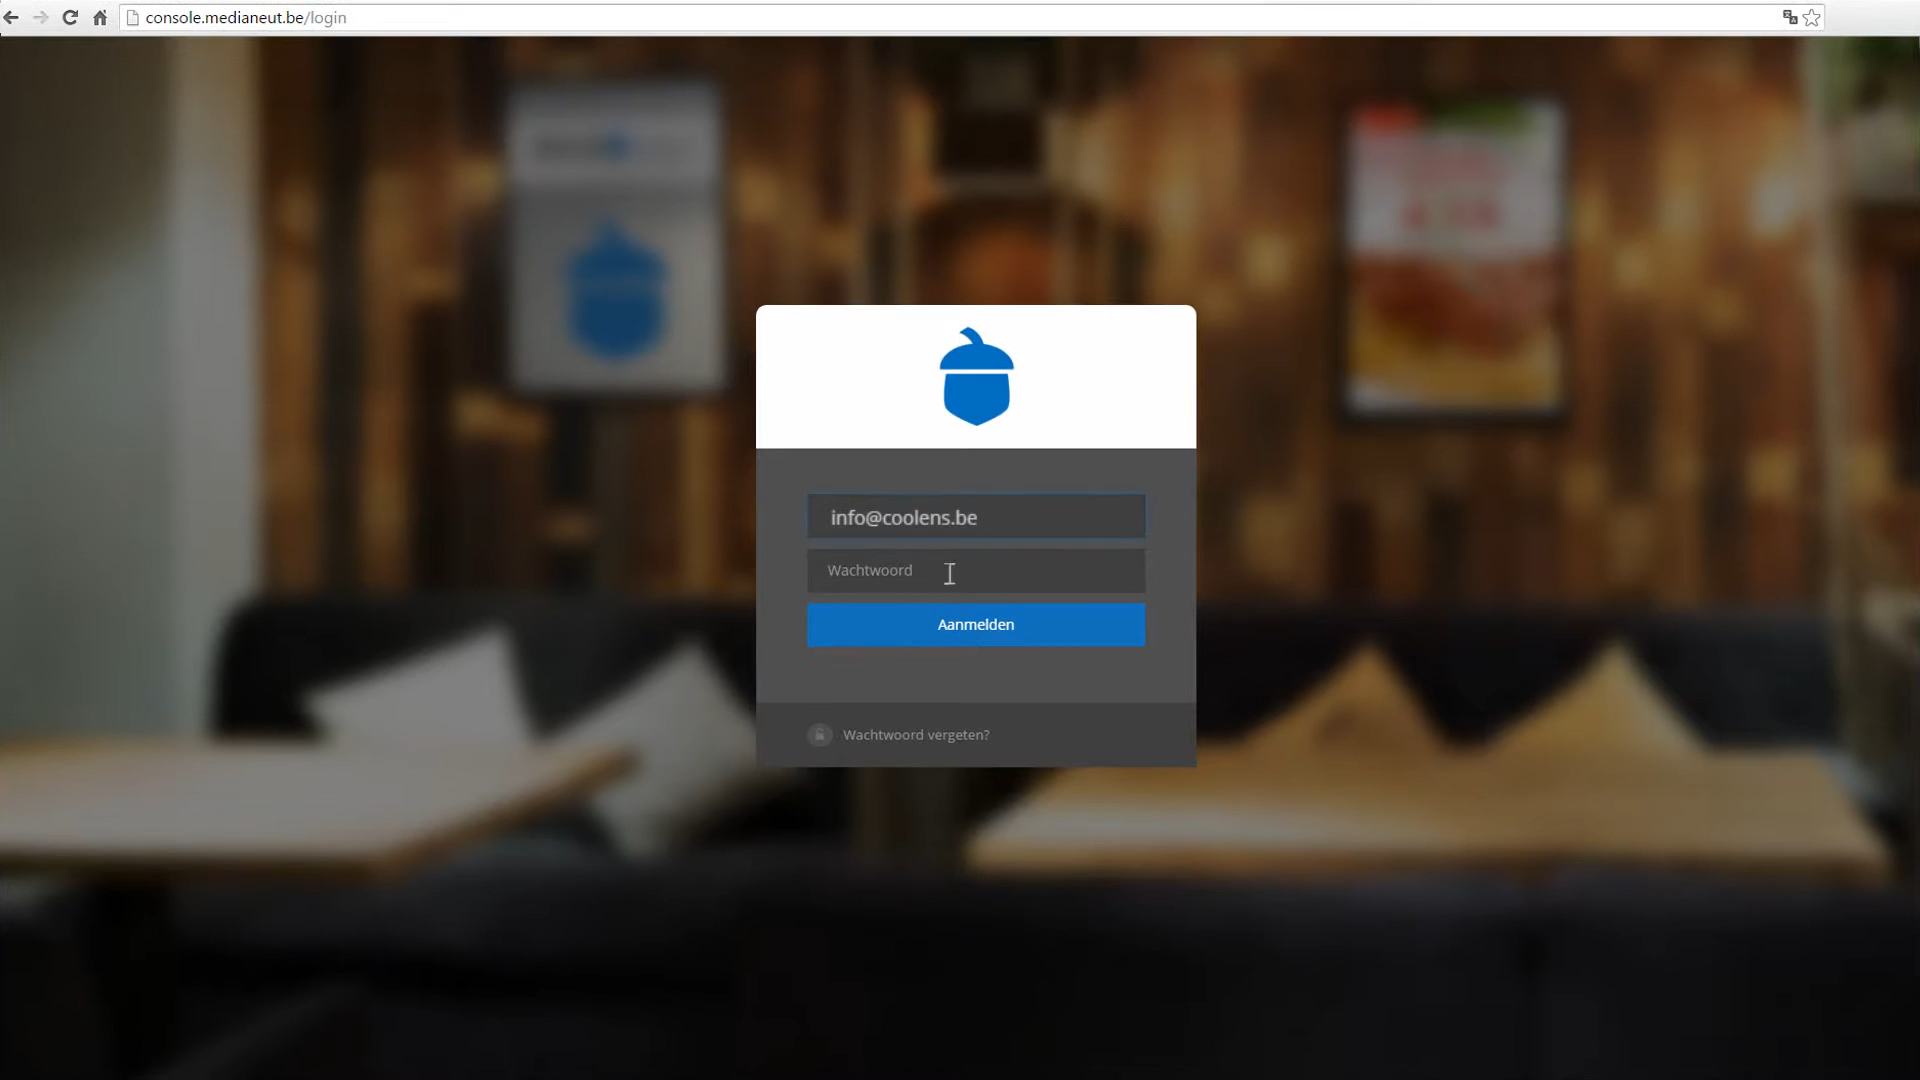 console.medianeut.be/login
info@coolens.be
Wachtwoord
Aanmelden
Wachtwoord vergeten?